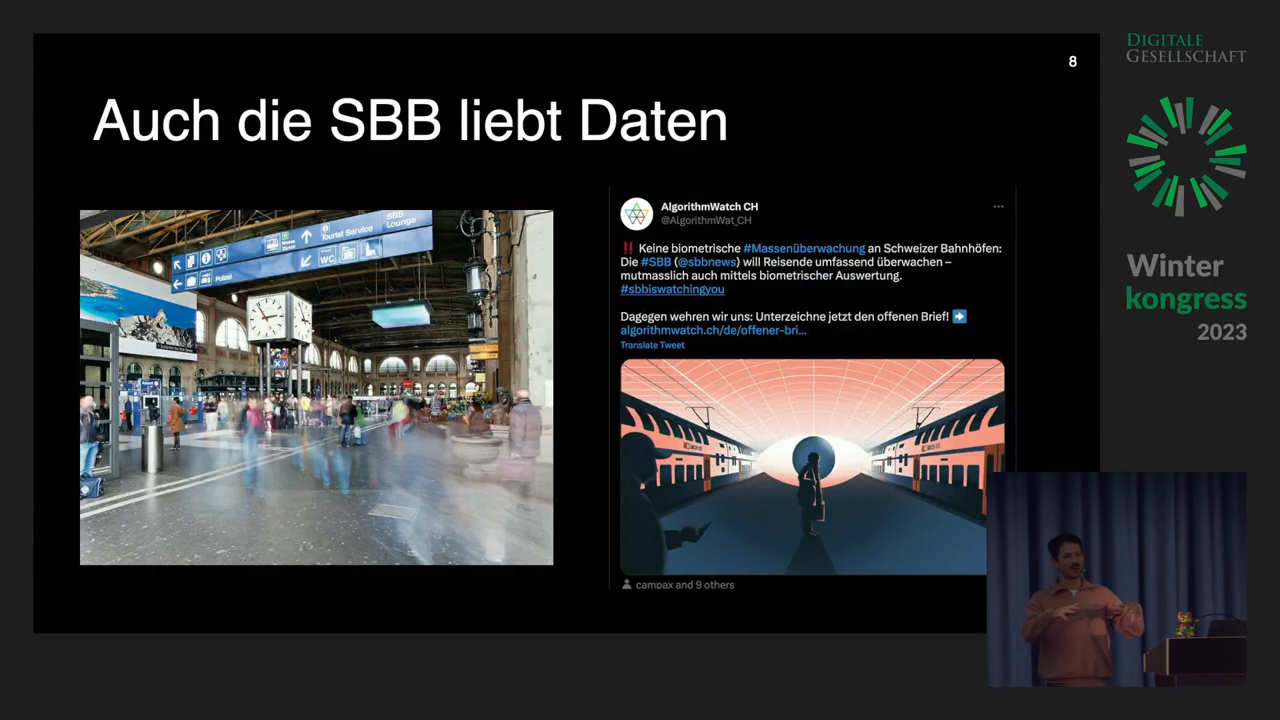 8
Auch die SBB liebt Daten
SBB
Lounge
Tourist Service
WC
Polizei
AlgorithmWatch CH
@AlgorithmWat_CH
‼️ Keine biometrische #Massenüberwachung an Schweizer Bahnhöfen:
Die #SBB (@sbbnews) will Reisende umfassend überwachen –
mutmasslich auch mittels biometrischer Auswertung.
#sbbiswatchingyou
Dagegen wehren wir uns: Unterzeichne jetzt den offenen Brief! ➡️
algorithmwatch.ch/de/offener-bri...
Translate Tweet
campax and 9 others
DIGITALE
GESELLSCHAFT
Winter
kongress
2023